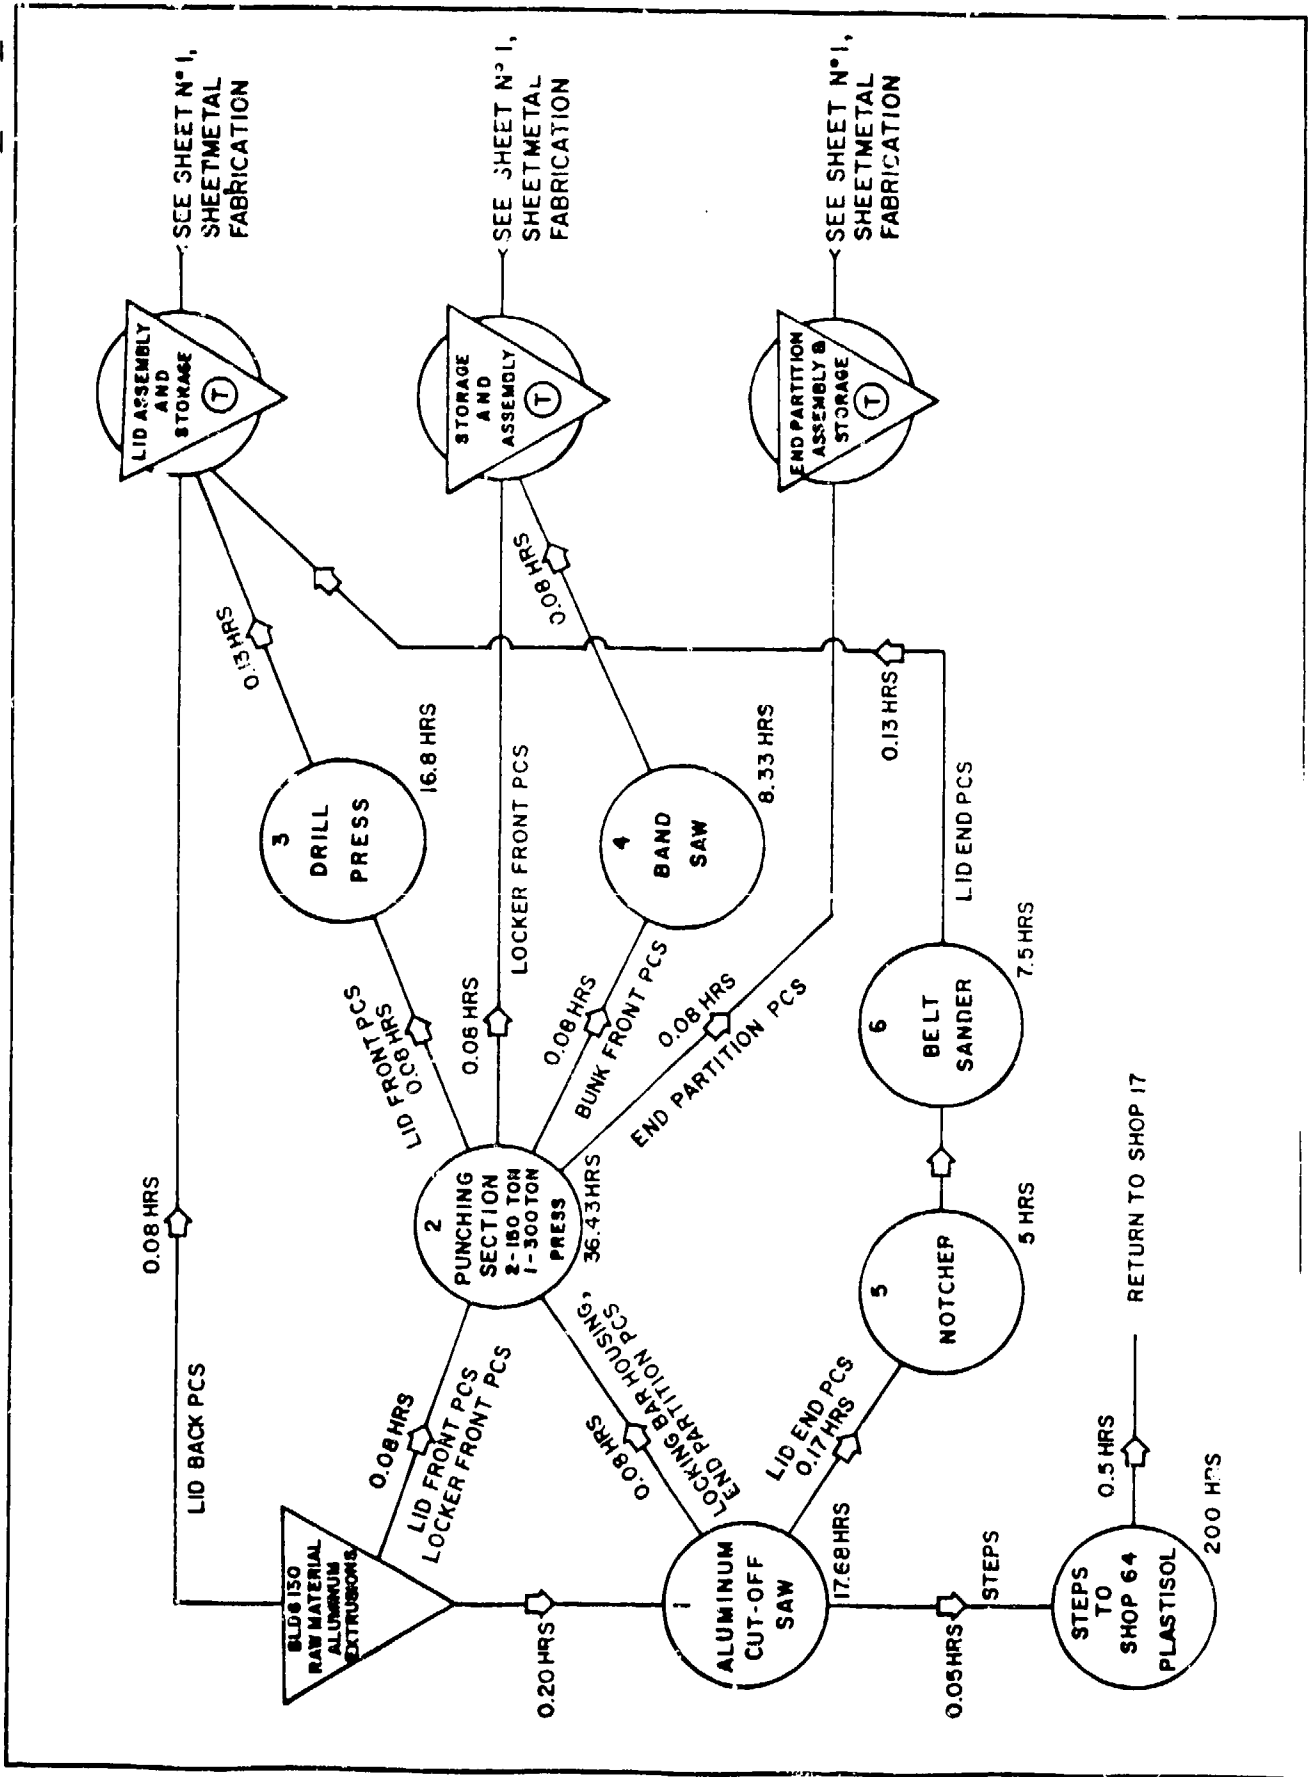 LID BACK PCS
0.08 HRS
BLDG 130
RAW MATERIAL
ALUMINUM
EXTRUSIONS
0.08 HRS
LID FRONT PCS
LOCKER FRONT PCS
0.20 HRS
1
ALUMINUM
CUT-OFF
SAW
17.68 HRS
0.08 HRS
LOCKING BAR HOUSING,
END PARTITION PCS
LID END PCS
0.17 HRS
0.05 HRS
STEPS
STEPS
TO
SHOP 64
PLASTISOL
200 HRS
0.5 HRS
RETURN TO SHOP 17
2
PUNCHING
SECTION
2-150 TON
1-300 TON
PRESS
36.43 HRS
LID FRONT PCS
0.08 HRS
0.08 HRS
LOCKER FRONT PCS
0.08 HRS
BUNK FRONT PCS
0.08 HRS
END PARTITION PCS
3
DRILL
PRESS
16.8 HRS
0.13 HRS
4
BAND
SAW
8.33 HRS
0.08 HRS
5
NOTCHER
5 HRS
6
BELT
SANDER
7.5 HRS
LID END PCS
0.13 HRS
LID ASSEMBLY
AND
STORAGE
T
SEE SHEET Nº 1,
SHEETMETAL
FABRICATION
STORAGE
AND
ASSEMBLY
T
SEE SHEET Nº 1,
SHEETMETAL
FABRICATION
END PARTITION
ASSEMBLY &
STORAGE
T
SEE SHEET Nº 1,
SHEETMETAL
FABRICATION